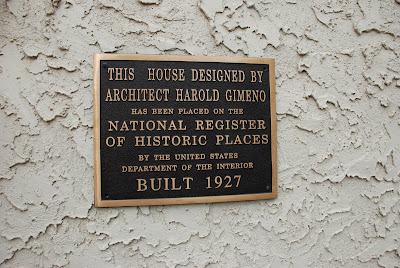 THIS HOUSE DESIGNED BY
ARCHITECT HAROLD GIMENO
HAS BEEN PLACED ON THE
NATIONAL REGISTER
OF HISTORIC PLACES
BY THE UNITED STATES
DEPARTMENT OF THE INTERIOR
BUILT 1927